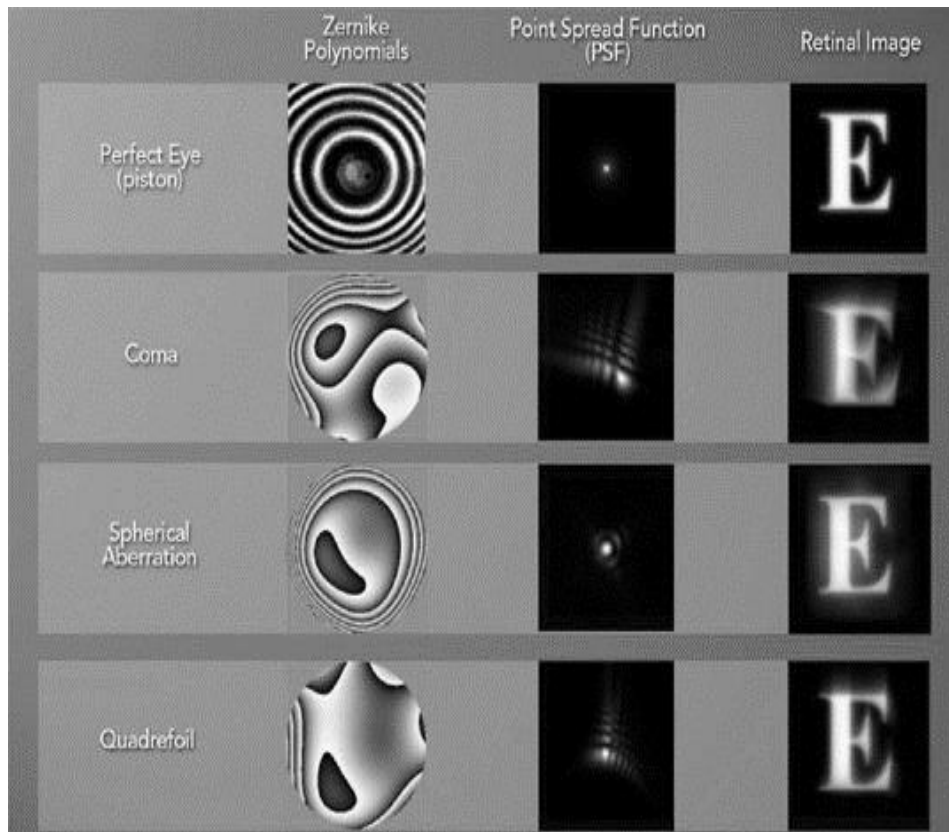 Zernike
Polynomials
Point Spread Function
(PSF)
Retinal Image
Perfect Eye
(piston)
E
Coma
E
Spherical
Aberration
E
Quadrefoil
E